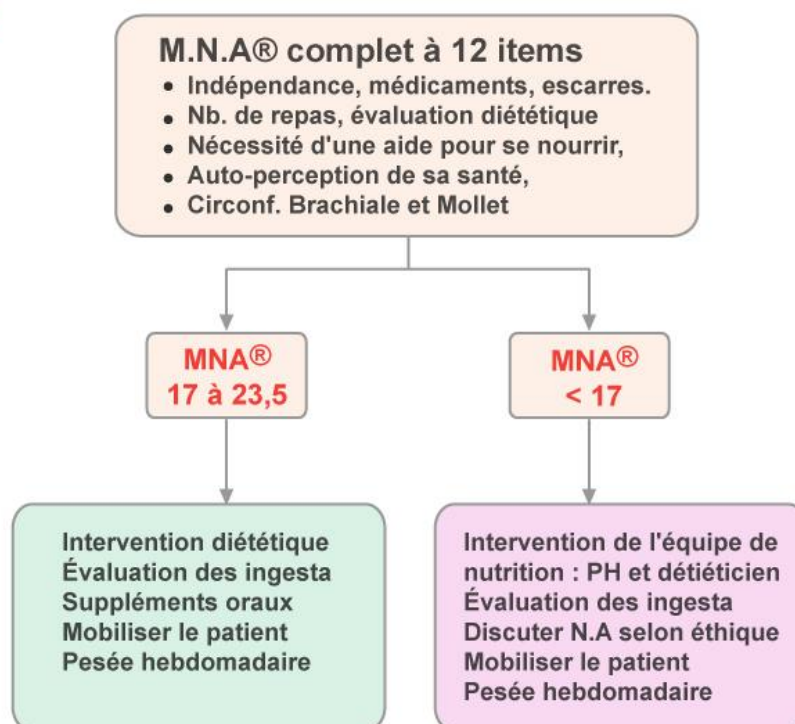 M.N.A® complet à 12 items
• Indépendance, médicaments, escarres.
• Nb. de repas, évaluation diététique
• Nécessité d'une aide pour se nourrir,
• Auto-perception de sa santé,
• Circonf. Brachiale et Mollet
MNA®
17 à 23,5
MNA®
< 17
Intervention diététique
Évaluation des ingesta
Suppléments oraux
Mobiliser le patient
Pesée hebdomadaire
Intervention de l'équipe de
nutrition : PH et détiéticien
Évaluation des ingesta
Discuter N.A selon éthique
Mobiliser le patient
Pesée hebdomadaire